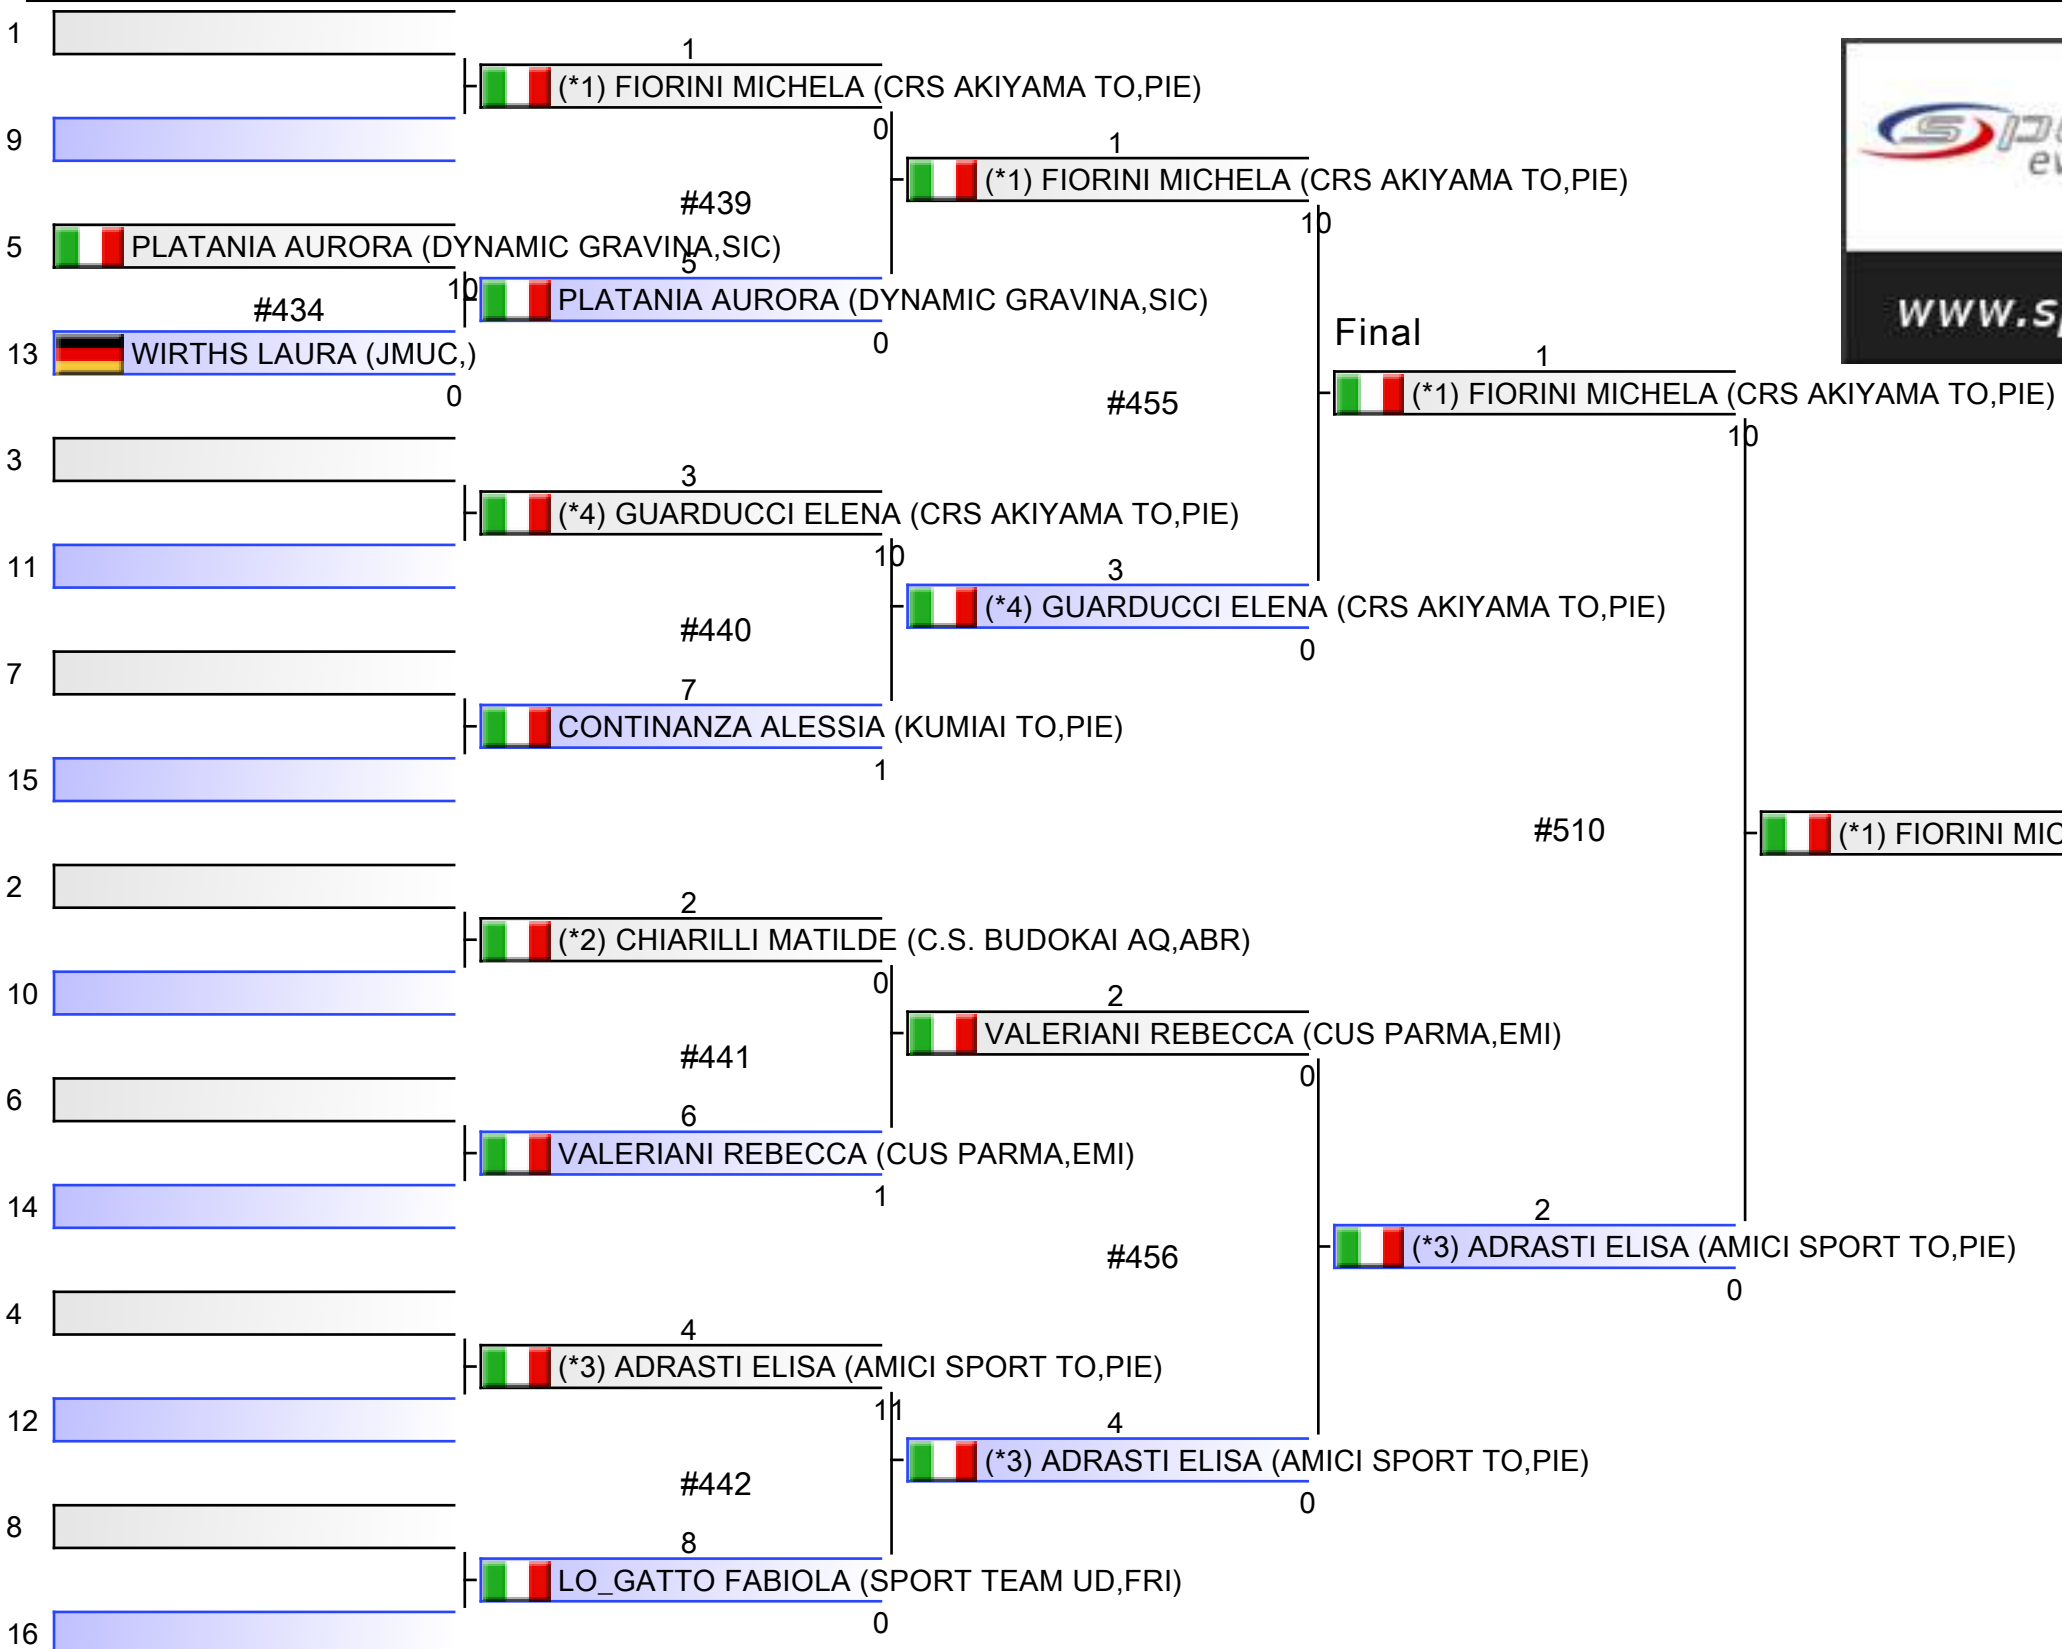 1
9
5 PLATANIA AURORA (DYNAMIC GRAVINA,SIC)
10
#434
13 WIRTHS LAURA (JMUC,)
0
3
11
7
15
2
10
6
14
4
12
8
16
1
(*1) FIORINI MICHELA (CRS AKIYAMA TO,PIE)
0
#439
5
PLATANIA AURORA (DYNAMIC GRAVINA,SIC)
0
3
(*4) GUARDUCCI ELENA (CRS AKIYAMA TO,PIE)
10
#440
7
CONTINANZA ALESSIA (KUMIAI TO,PIE)
1
2
(*2) CHIARILLI MATILDE (C.S. BUDOKAI AQ,ABR)
0
#441
6
VALERIANI REBECCA (CUS PARMA,EMI)
1
4
(*3) ADRASTI ELISA (AMICI SPORT TO,PIE)
11
#442
8
LO_GATTO FABIOLA (SPORT TEAM UD,FRI)
0
1
(*1) FIORINI MICHELA (CRS AKIYAMA TO,PIE)
10
#455
3
(*4) GUARDUCCI ELENA (CRS AKIYAMA TO,PIE)
0
2
VALERIANI REBECCA (CUS PARMA,EMI)
0
#456
4
(*3) ADRASTI ELISA (AMICI SPORT TO,PIE)
0
Final
1
(*1) FIORINI MICHELA (CRS AKIYAMA TO,PIE)
10
#510
2
(*3) ADRASTI ELISA (AMICI SPORT TO,PIE)
0
(*1) FIORINI MIC
www.s